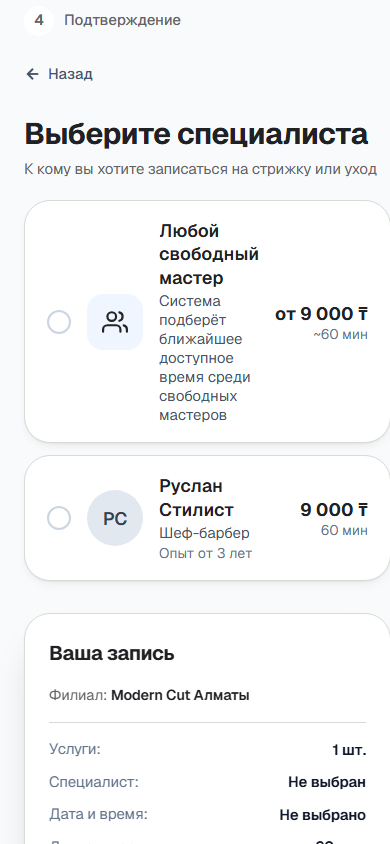 4 Подтверждение
← Назад
Выберите специалиста
К кому вы хотите записаться на стрижку или уход
Любой
свободный
мастер
Система
подберёт
ближайшее
доступное
время среди
свободных
мастеров
от 9 000 ₸
~60 мин
Руслан
Стилист
Шеф-барбер
Опыт от 3 лет
РС
9 000 ₸
60 мин
Ваша запись
Филиал: Modern Cut Алматы
Услуги: 1 шт.
Специалист: Не выбран
Дата и время: Не выбрано